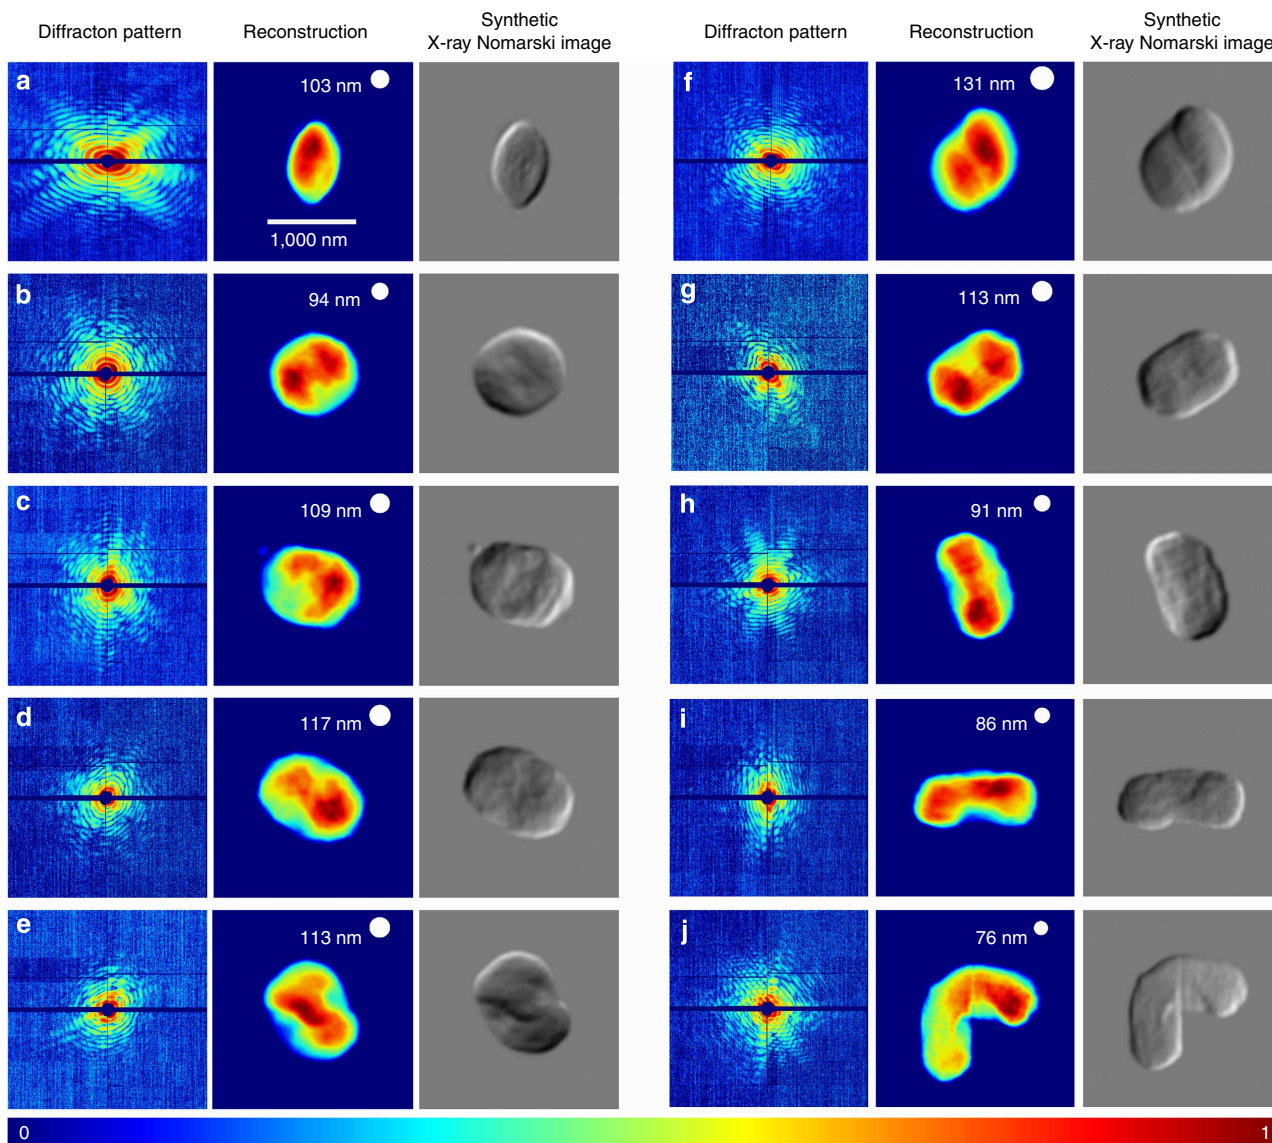 Diffracton pattern
Reconstruction
Synthetic
X-ray Nomarski image
Diffracton pattern
Reconstruction
Synthetic
X-ray Nomarski image
a
103 nm
1,000 nm
f
131 nm
b
94 nm
g
113 nm
c
109 nm
h
91 nm
d
117 nm
i
86 nm
e
113 nm
j
76 nm
0
1